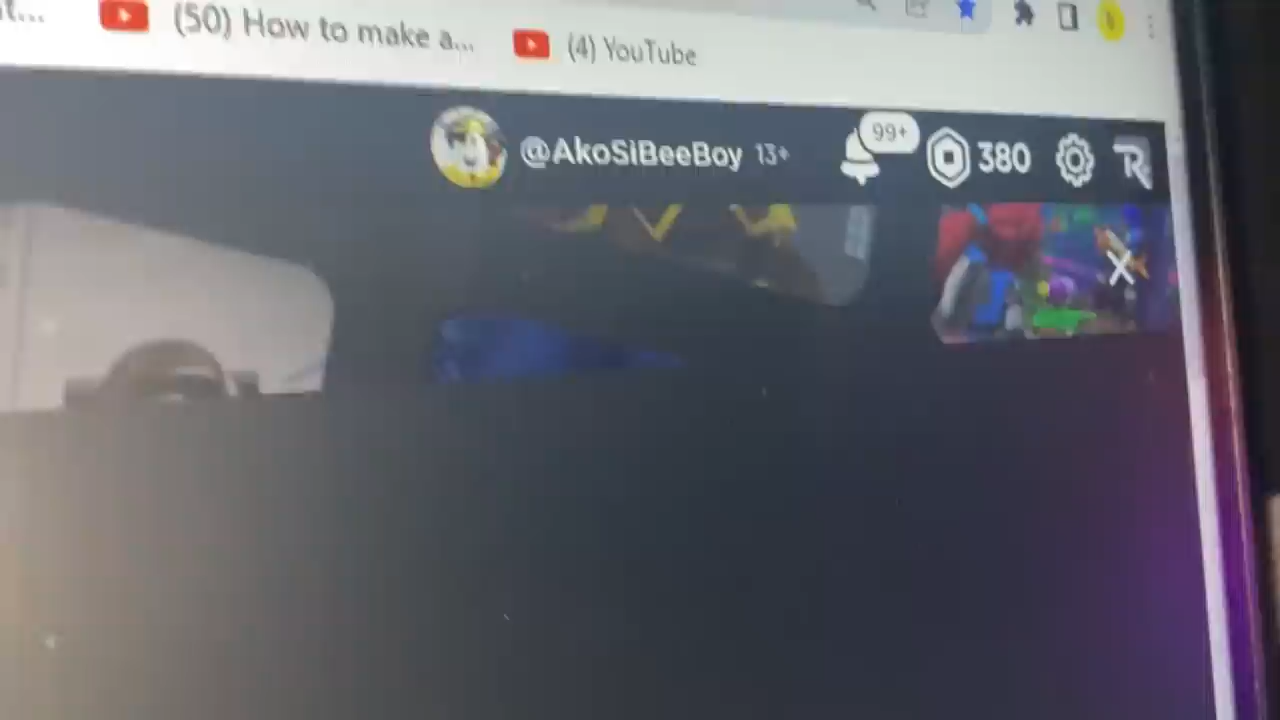 (50) How to make a...
(4) YouTube
@AkoSiBeeBoy 13+
99+
380